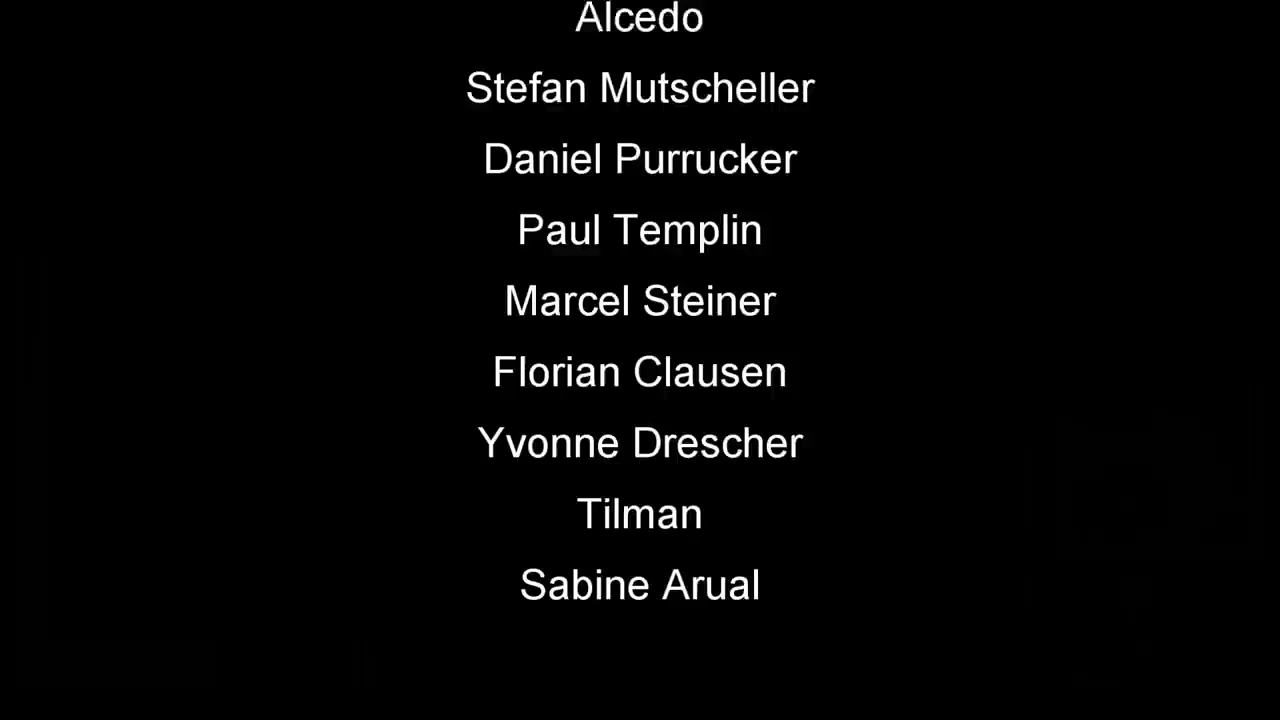 Alcedo
Stefan Mutscheller
Daniel Purrucker
Paul Templin
Marcel Steiner
Florian Clausen
Yvonne Drescher
Tilman
Sabine Arual